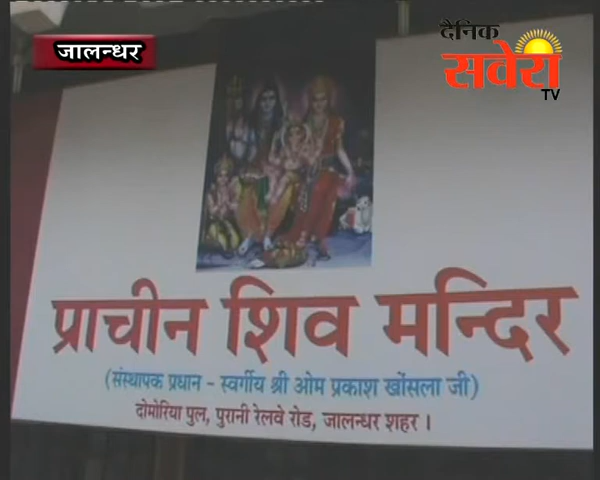 जालन्धर
दैनिक
सवेरा
TV
प्राचीन शिव मन्दिर
(संस्थापक प्रधान - स्वर्गीय श्री ओम प्रकाश खोंसला जी)
दोमोरिया पुल, पुरानी रेलवे रोड, जालन्धर शहर ।